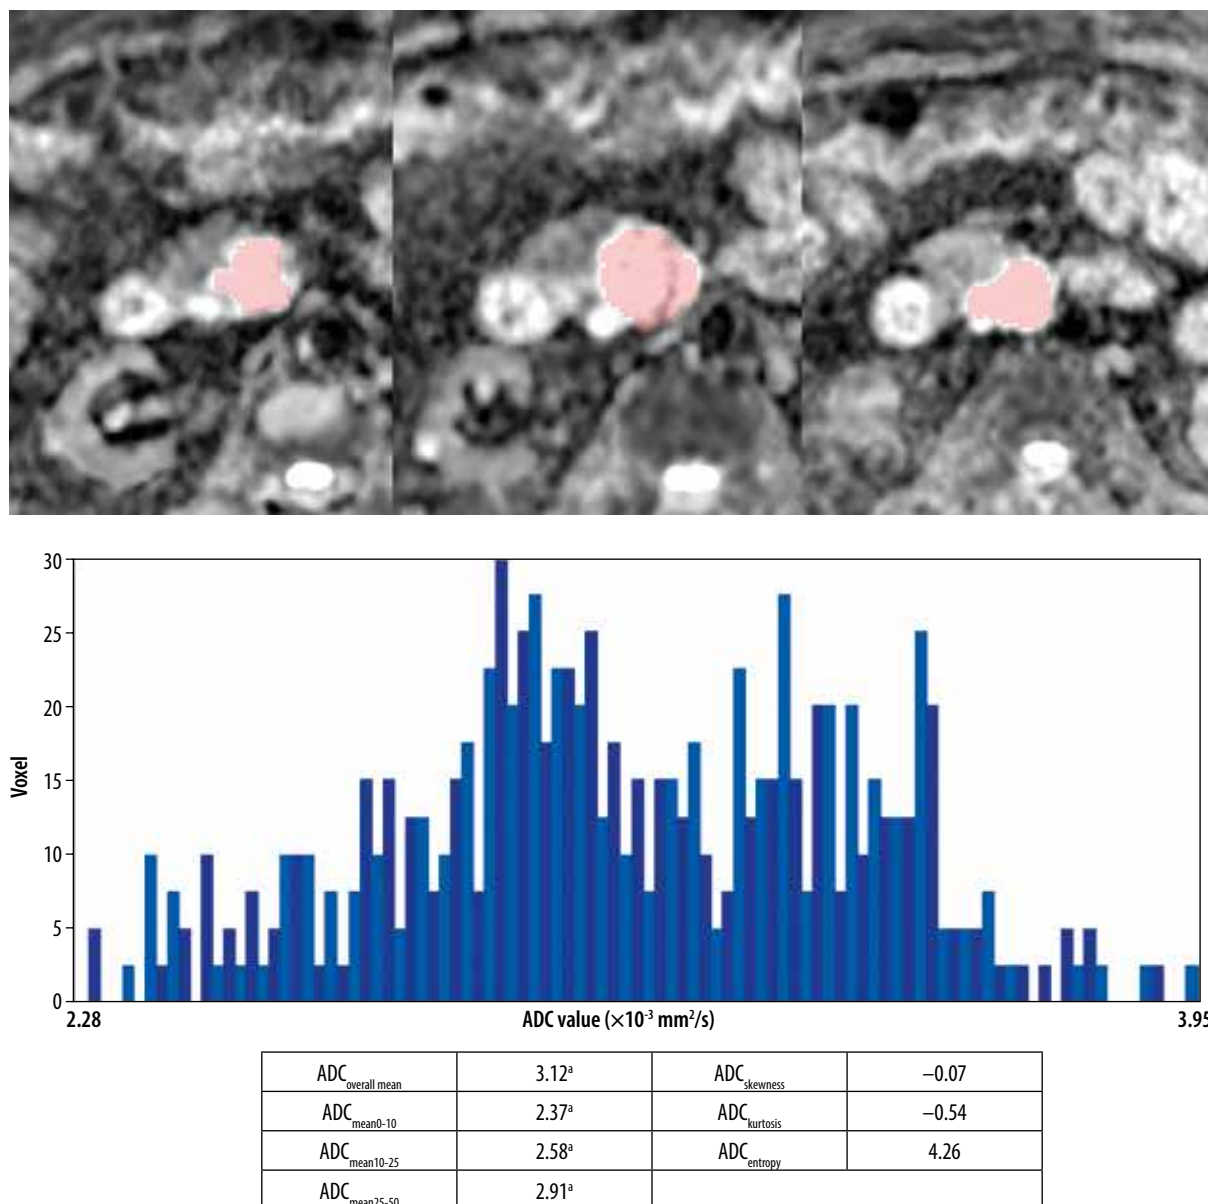 30
25
20
15
10
5
0
Voxel
2.28 ADC value (×10-3 mm2/s) 3.95
ADCoverall mean 3.12a ADCskewness –0.07
ADCmean0-10 2.37a ADCkurtosis –0.54
ADCmean10-25 2.58a ADCentropy 4.26
ADCmean25-50 2.91a